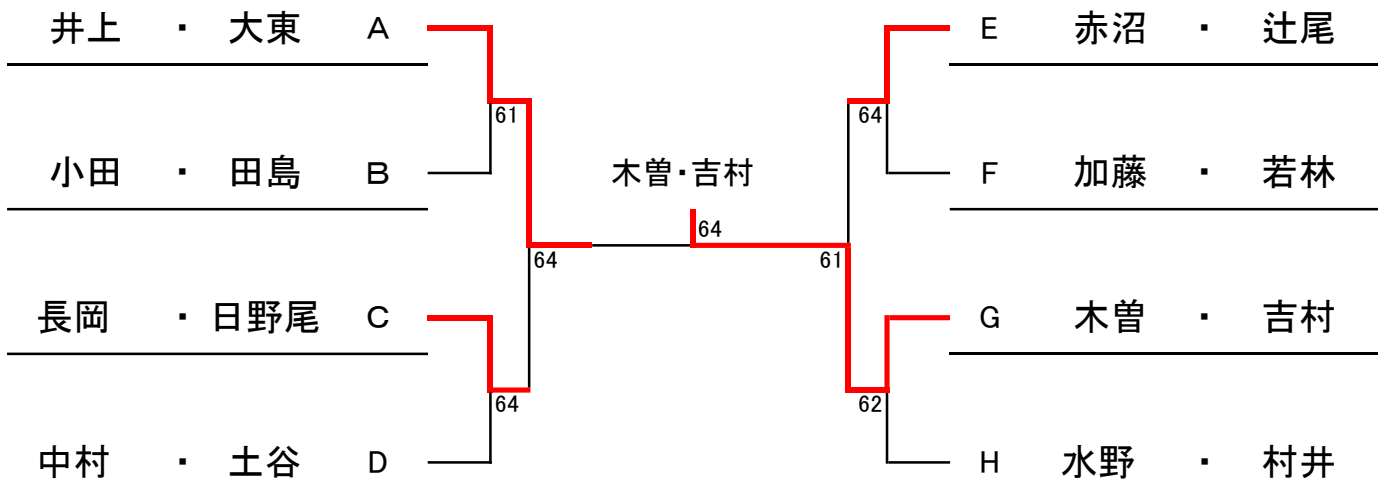 井上 ・ 大東 A
E 赤沼 ・ 辻尾
61
64
小田 ・ 田島 B
木曽・吉村
F 加藤 ・ 若林
64
64
61
長岡 ・ 日野尾 C
G 木曽 ・ 吉村
64
62
中村 ・ 土谷 D
H 水野 ・ 村井